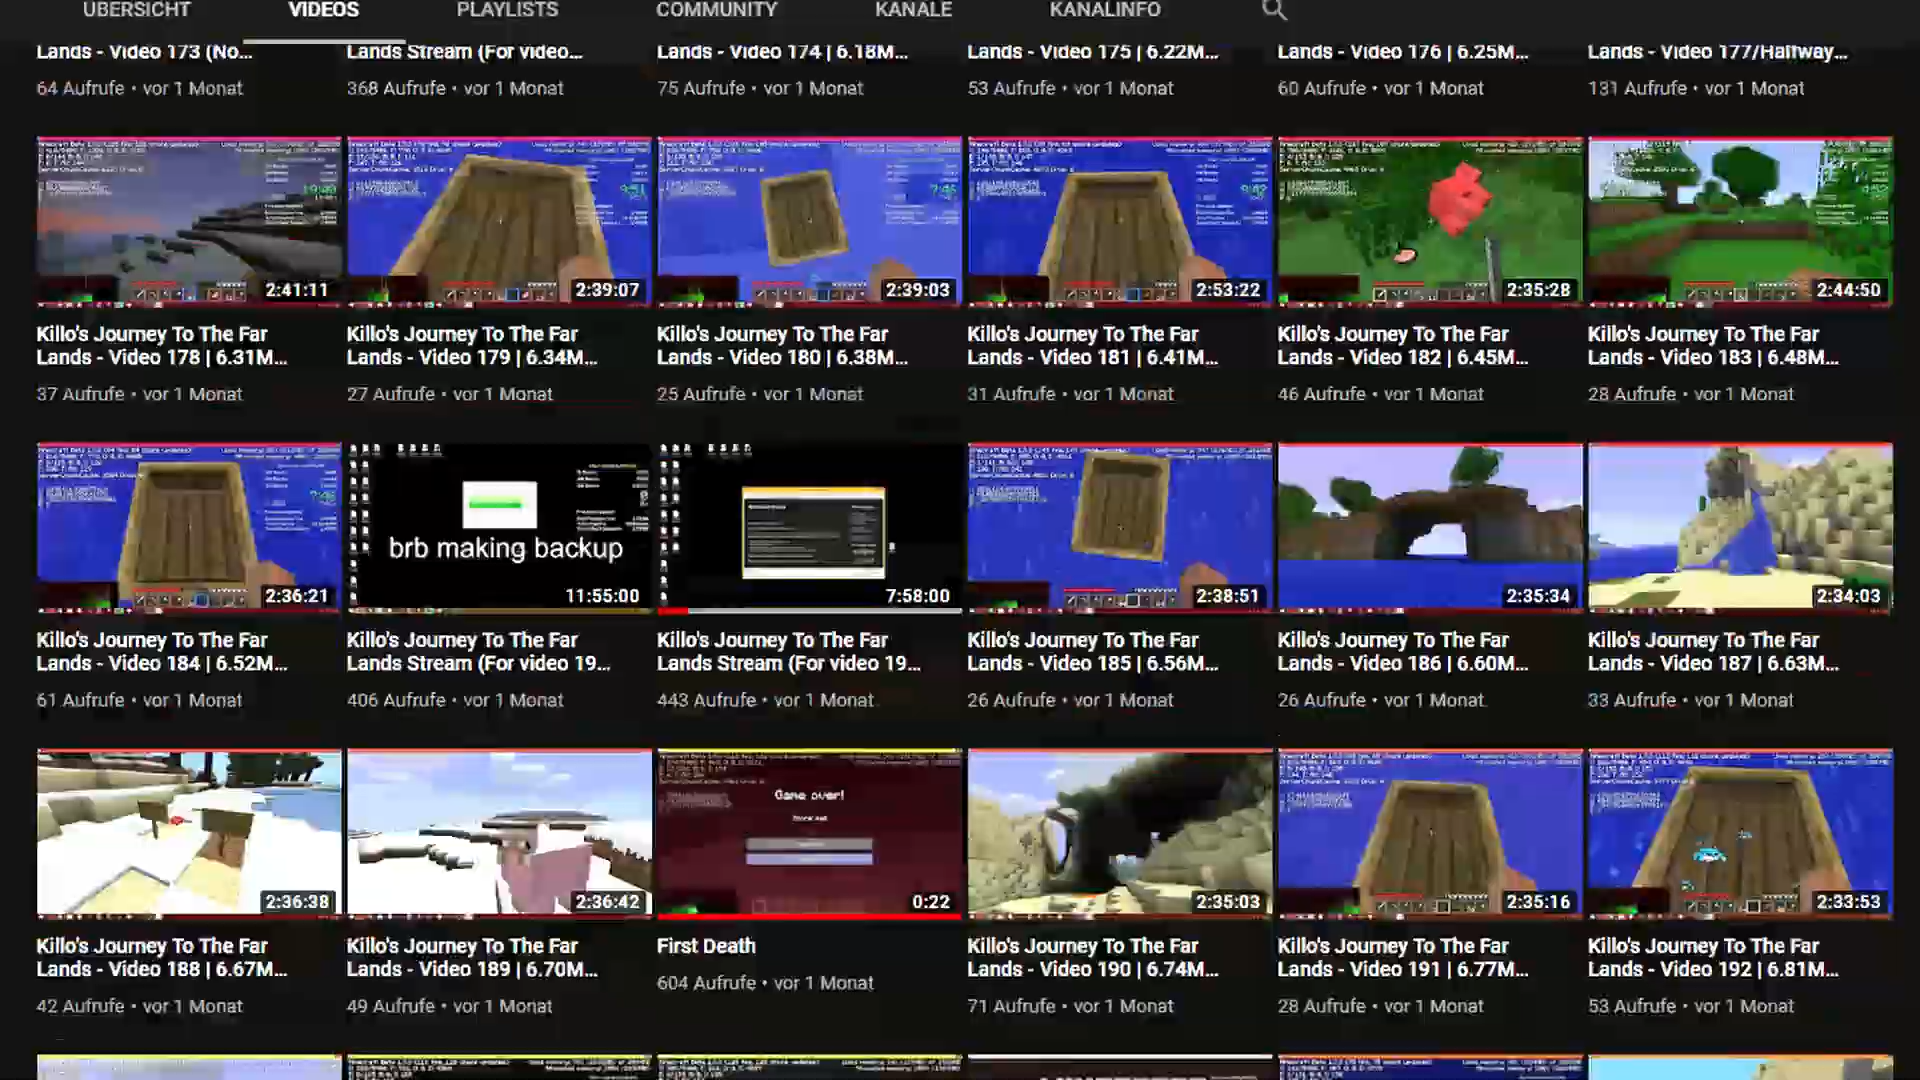 ÜBERSICHT VIDEOS PLAYLISTS COMMUNITY KANÄLE KANALINFO
Lands - Video 173 (No... Lands Stream (For video... Lands - Video 174 | 6.18M... Lands - Video 175 | 6.22M... Lands - Video 176 | 6.25M... Lands - Video 177/Halfway...
64 Aufrufe • vor 1 Monat 368 Aufrufe • vor 1 Monat 75 Aufrufe • vor 1 Monat 53 Aufrufe • vor 1 Monat 60 Aufrufe • vor 1 Monat 131 Aufrufe • vor 1 Monat
2:41:11 2:39:07 2:39:03 2:53:22 2:35:28 2:44:50
Killo's Journey To The Far Killo's Journey To The Far Killo's Journey To The Far Killo's Journey To The Far Killo's Journey To The Far Killo's Journey To The Far
Lands - Video 178 | 6.31M... Lands - Video 179 | 6.34M... Lands - Video 180 | 6.38M... Lands - Video 181 | 6.41M... Lands - Video 182 | 6.45M... Lands - Video 183 | 6.48M...
37 Aufrufe • vor 1 Monat 27 Aufrufe • vor 1 Monat 25 Aufrufe • vor 1 Monat 31 Aufrufe • vor 1 Monat 46 Aufrufe • vor 1 Monat 28 Aufrufe • vor 1 Monat
brb making backup
2:36:21 11:55:00 7:58:00 2:38:51 2:35:34 2:34:03
Killo's Journey To The Far Killo's Journey To The Far Killo's Journey To The Far Killo's Journey To The Far Killo's Journey To The Far Killo's Journey To The Far
Lands - Video 184 | 6.52M... Lands Stream (For video 19... Lands Stream (For video 19... Lands - Video 185 | 6.56M... Lands - Video 186 | 6.60M... Lands - Video 187 | 6.63M...
61 Aufrufe • vor 1 Monat 406 Aufrufe • vor 1 Monat 443 Aufrufe • vor 1 Monat 26 Aufrufe • vor 1 Monat 26 Aufrufe • vor 1 Monat 33 Aufrufe • vor 1 Monat
Game over!
2:36:38 2:36:42 0:22 2:35:03 2:35:16 2:33:53
Killo's Journey To The Far Killo's Journey To The Far First Death Killo's Journey To The Far Killo's Journey To The Far Killo's Journey To The Far
Lands - Video 188 | 6.67M... Lands - Video 189 | 6.70M... Lands - Video 190 | 6.74M... Lands - Video 191 | 6.77M... Lands - Video 192 | 6.81M...
604 Aufrufe • vor 1 Monat
42 Aufrufe • vor 1 Monat 49 Aufrufe • vor 1 Monat 71 Aufrufe • vor 1 Monat 28 Aufrufe • vor 1 Monat 53 Aufrufe • vor 1 Monat